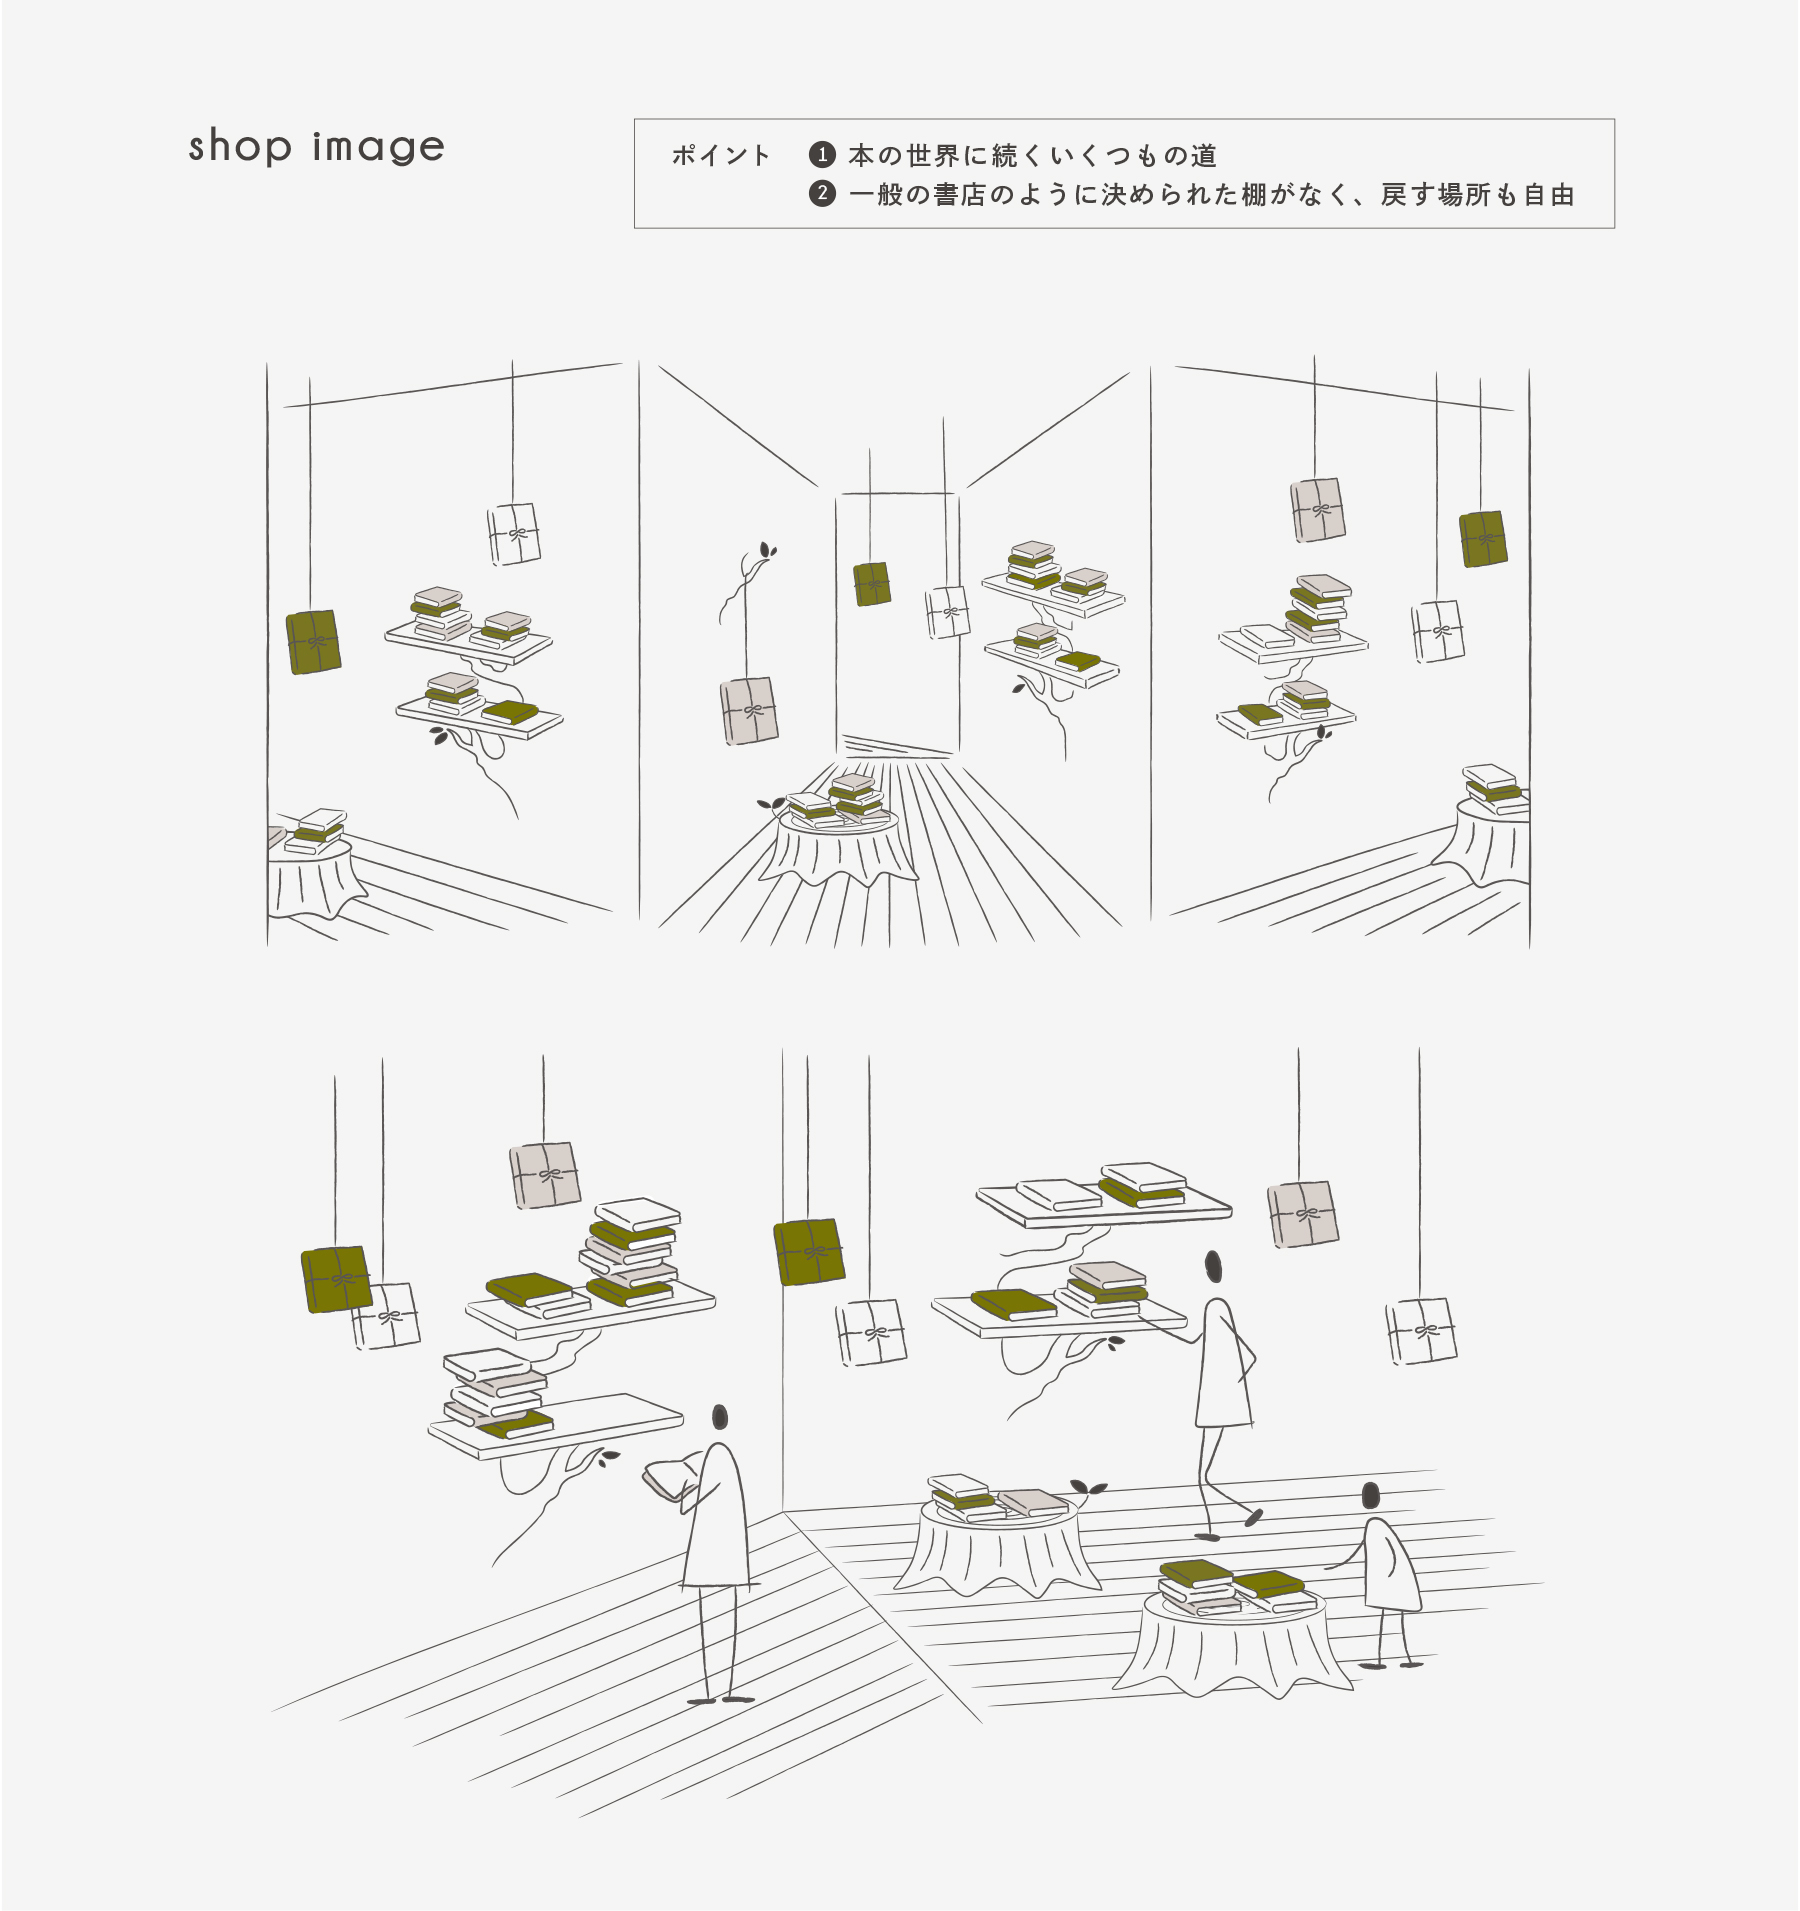 shop image
ポイント ❶ 本の世界に続くいくつもの道
❷ 一般の書店のように決められた棚がなく、戻す場所も自由